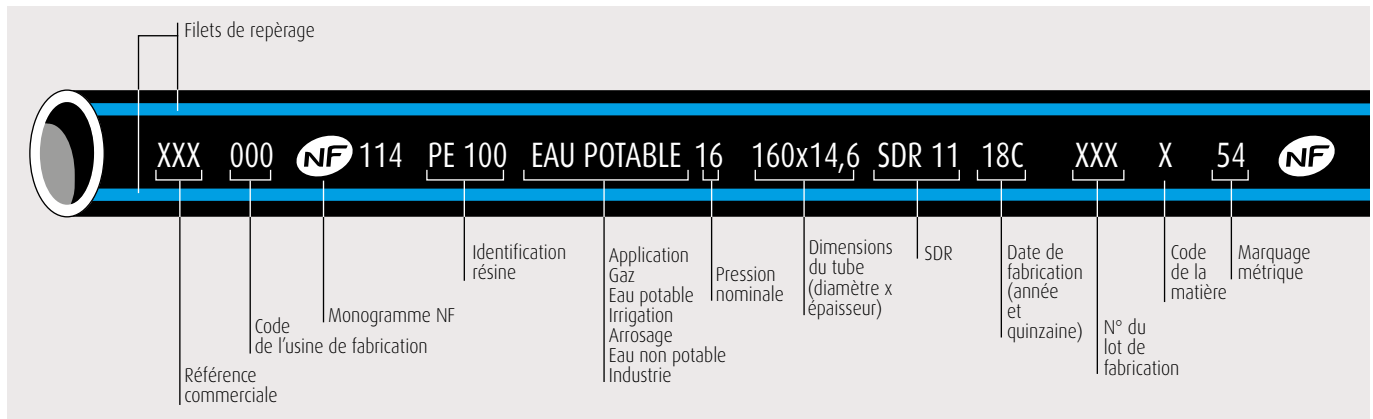 Filets de repèrage
XXX 000 NF 114 PE 100 EAU POTABLE 16 160x14,6 SDR 11 18C XXX X 54 NF
Référence
commerciale
Code
de l'usine de fabrication
Monogramme NF
Identification
résine
Application
Gaz
Eau potable
Irrigation
Arrosage
Eau non potable
Industrie
Pression
nominale
Dimensions
du tube
(diamètre x
épaisseur)
SDR
Date de
fabrication
(année
et
quinzaine)
N° du
lot de
fabrication
Code
de la
matière
Marquage
métrique